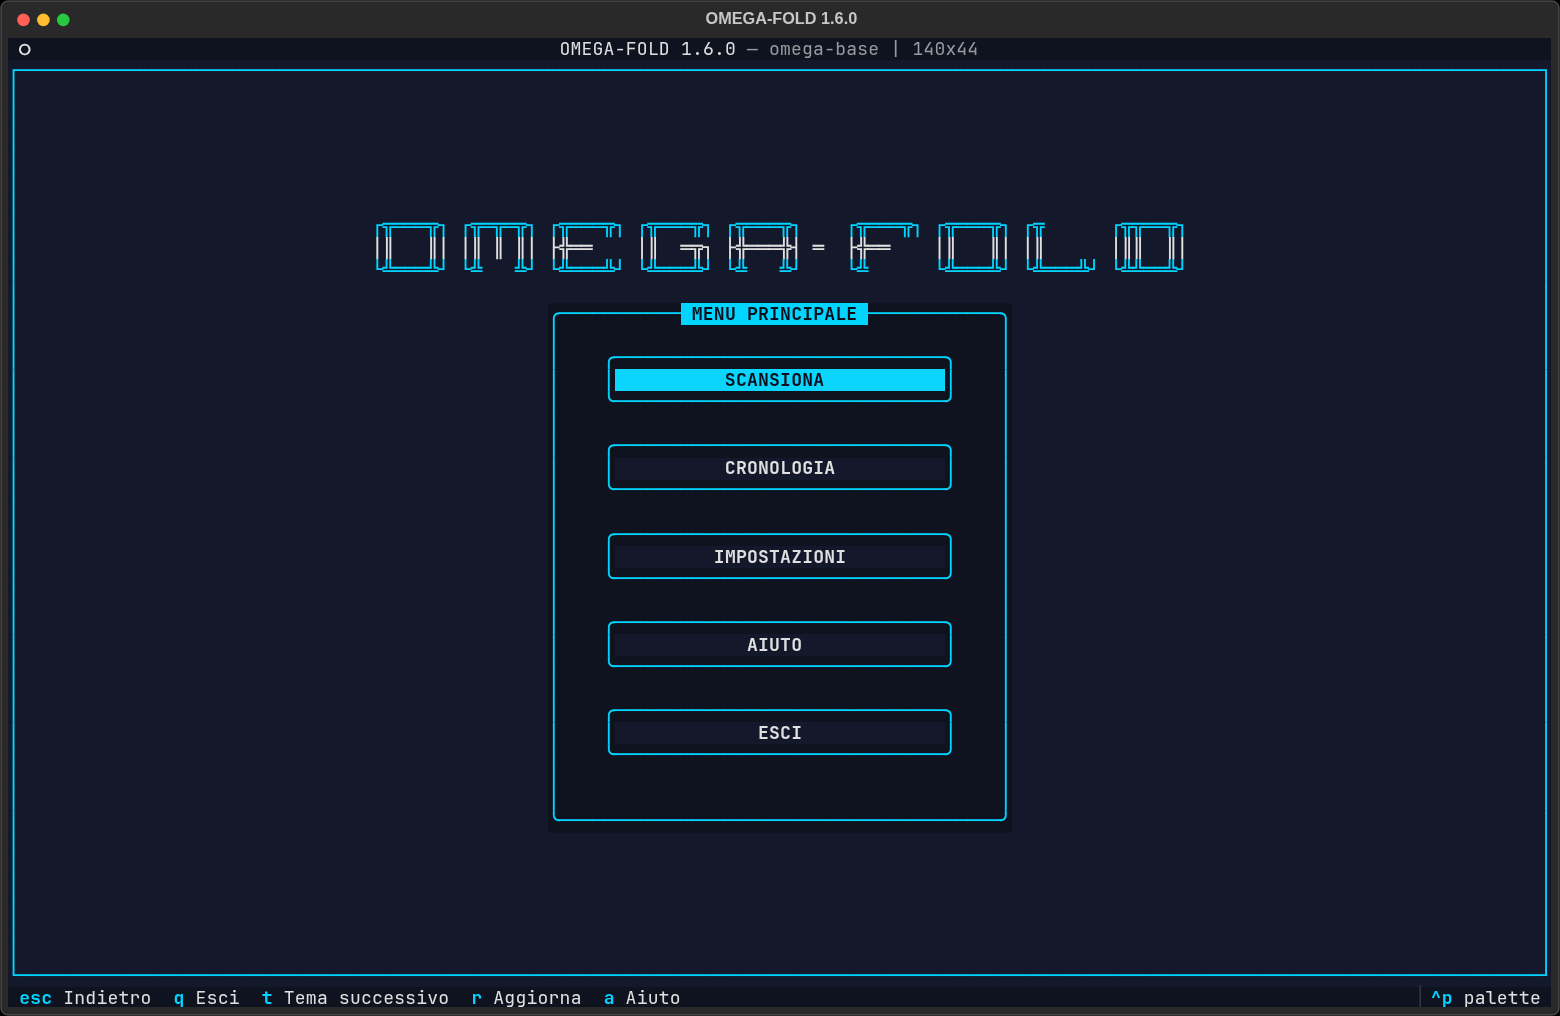 OMEGA-FOLD 1.6.0
OMEGA-FOLD 1.6.0 — omega-base | 140x44
OMEGA-FOLD
MENU PRINCIPALE
SCANSIONA
CRONOLOGIA
IMPOSTAZIONI
AIUTO
ESCI
esc Indietro q Esci t Tema successivo r Aggiorna a Aiuto ^p palette